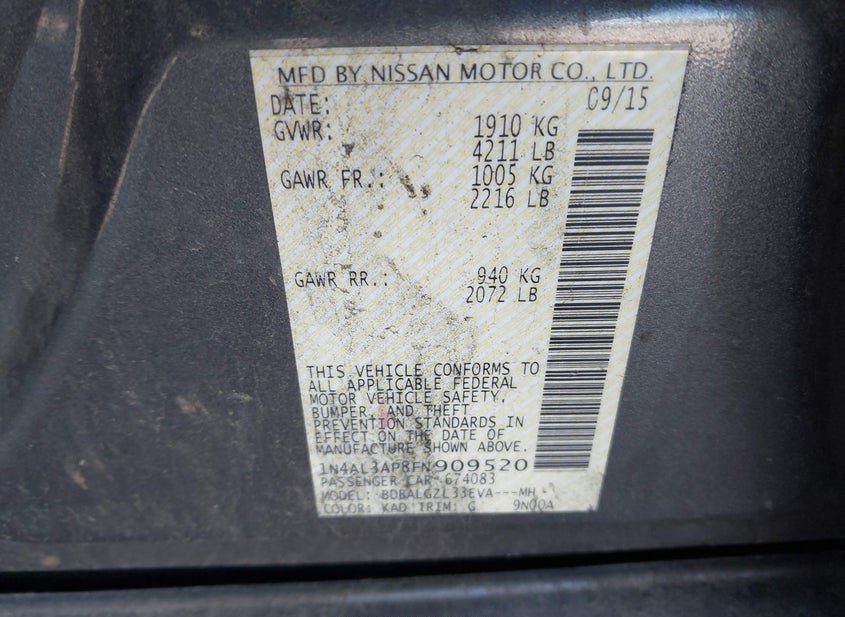 MFD BY NISSAN MOTOR CO., LTD.
DATE: 09/15
GVWR: 1910 KG
4211 LB
GAWR FR.: 1005 KG
2216 LB
GAWR RR.: 940 KG
2072 LB
THIS VEHICLE CONFORMS TO
ALL APPLICABLE FEDERAL
MOTOR VEHICLE SAFETY,
BUMPER, AND THEFT
PREVENTION STANDARDS IN
EFFECT ON THE DATE OF
MANUFACTURE SHOWN ABOVE.
1N4AL3AP8FN909520
PASSENGER CAR 674083
MODEL: BDBALGZL33EVA---MH
COLOR: KAD TRIM: G 9N00A